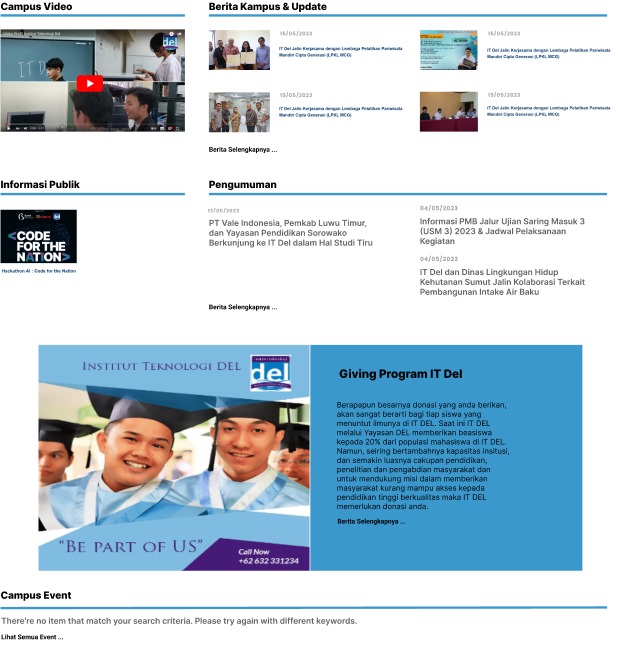 Campus Video
Berita Kampus & Update
Video Profil Institut Teknologi Del
del
IT D
15/05/2023
IT Del Jalin Kerjasama dengan Lembaga Pelatihan Pariwisata
Mandiri Cipta Generasi (LPKL MCG)
15/05/2023
IT Del Jalin Kerjasama dengan Lembaga Pelatihan Pariwisata
Mandiri Cipta Generasi (LPKL MCG)
15/05/2023
IT Del Jalin Kerjasama dengan Lembaga Pelatihan Pariwisata
Mandiri Cipta Generasi (LPKL MCG)
15/05/2023
IT Del Jalin Kerjasama dengan Lembaga Pelatihan Pariwisata
Mandiri Cipta Generasi (LPKL MCG)
Berita Selengkapnya ...
Informasi Publik
Pengumuman
<CODE
FOR THE
NATION>
Hackathon AI : Code for the Nation
12/05/2023
PT Vale Indonesia, Pemkab Luwu Timur,
dan Yayasan Pendidikan Sorowako
Berkunjung ke IT Del dalam Hal Studi Tiru
04/05/2023
Informasi PMB Jalur Ujian Saring Masuk 3
(USM 3) 2023 & Jadwal Pelaksanaan
Kegiatan
04/05/2023
IT Del dan Dinas Lingkungan Hidup
Kehutanan Sumut Jalin Kolaborasi Terkait
Pembangunan Intake Air Baku
Berita Selengkapnya ...
INSTITUT TEKNOLOGI DEL
institut teknologi
del
"BE PART OF US"
Call Now
+62 632 331234
Giving Program IT Del
Berapapun besarnya donasi yang anda berikan,
akan sangat berarti bagi tiap siswa yang
menuntut ilmunya di IT DEL. Saat ini IT DEL
melalui Yayasan DEL memberikan beasiswa
kepada 20% dari populasi mahasiswa di IT DEL.
Namun, seiring bertambahnya kapasitas insitusi,
dan semakin luasnya cakupan pendidikan,
penelitian dan pengabdian masyarakat dan
untuk mendukung misi dalam memberikan
masyarakat kurang mampu akses kepada
pendidikan tinggi berkualitas maka IT DEL
memerlukan donasi anda.
Berita Selengkapnya ...
Campus Event
There're no item that match your search criteria. Please try again with different keywords.
Lihat Semua Event ...